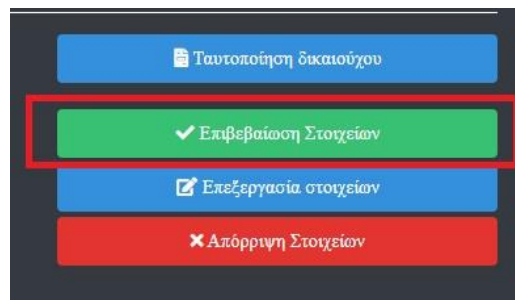 Ταυτοποίηση δικαιούχου
Επιβεβαίωση Στοιχείων
Επεξεργασία στοιχείων
Απόρριψη Στοιχείων